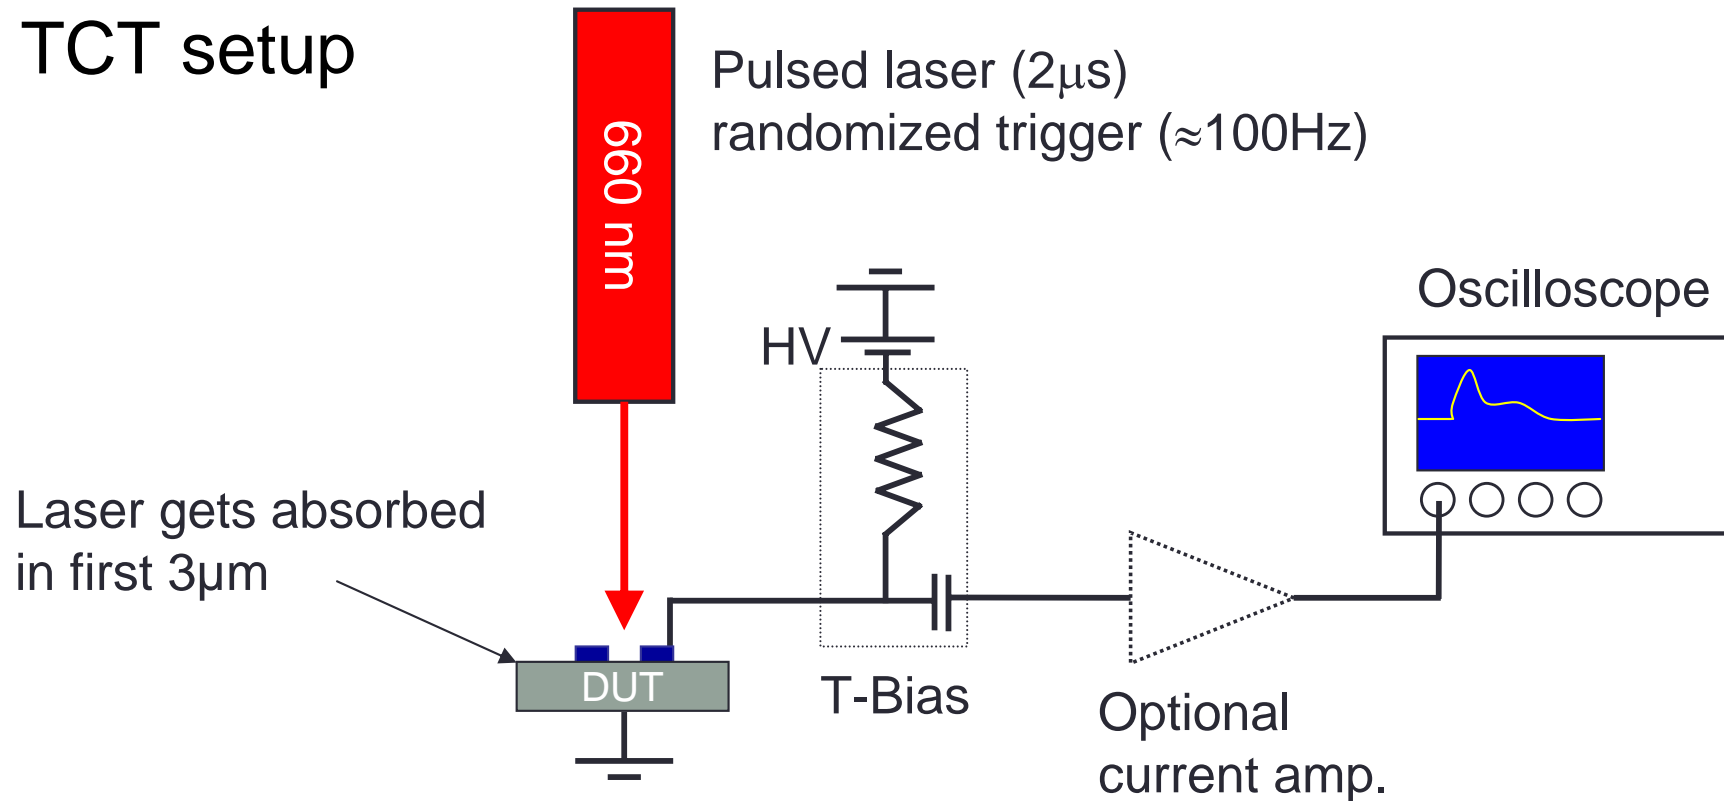 TCT setup
Pulsed laser (2μs)
randomized trigger (≈100Hz)
660 nm
Oscilloscope
HV
Laser gets absorbed
in first 3µm
DUT
T-Bias
Optional
current amp.